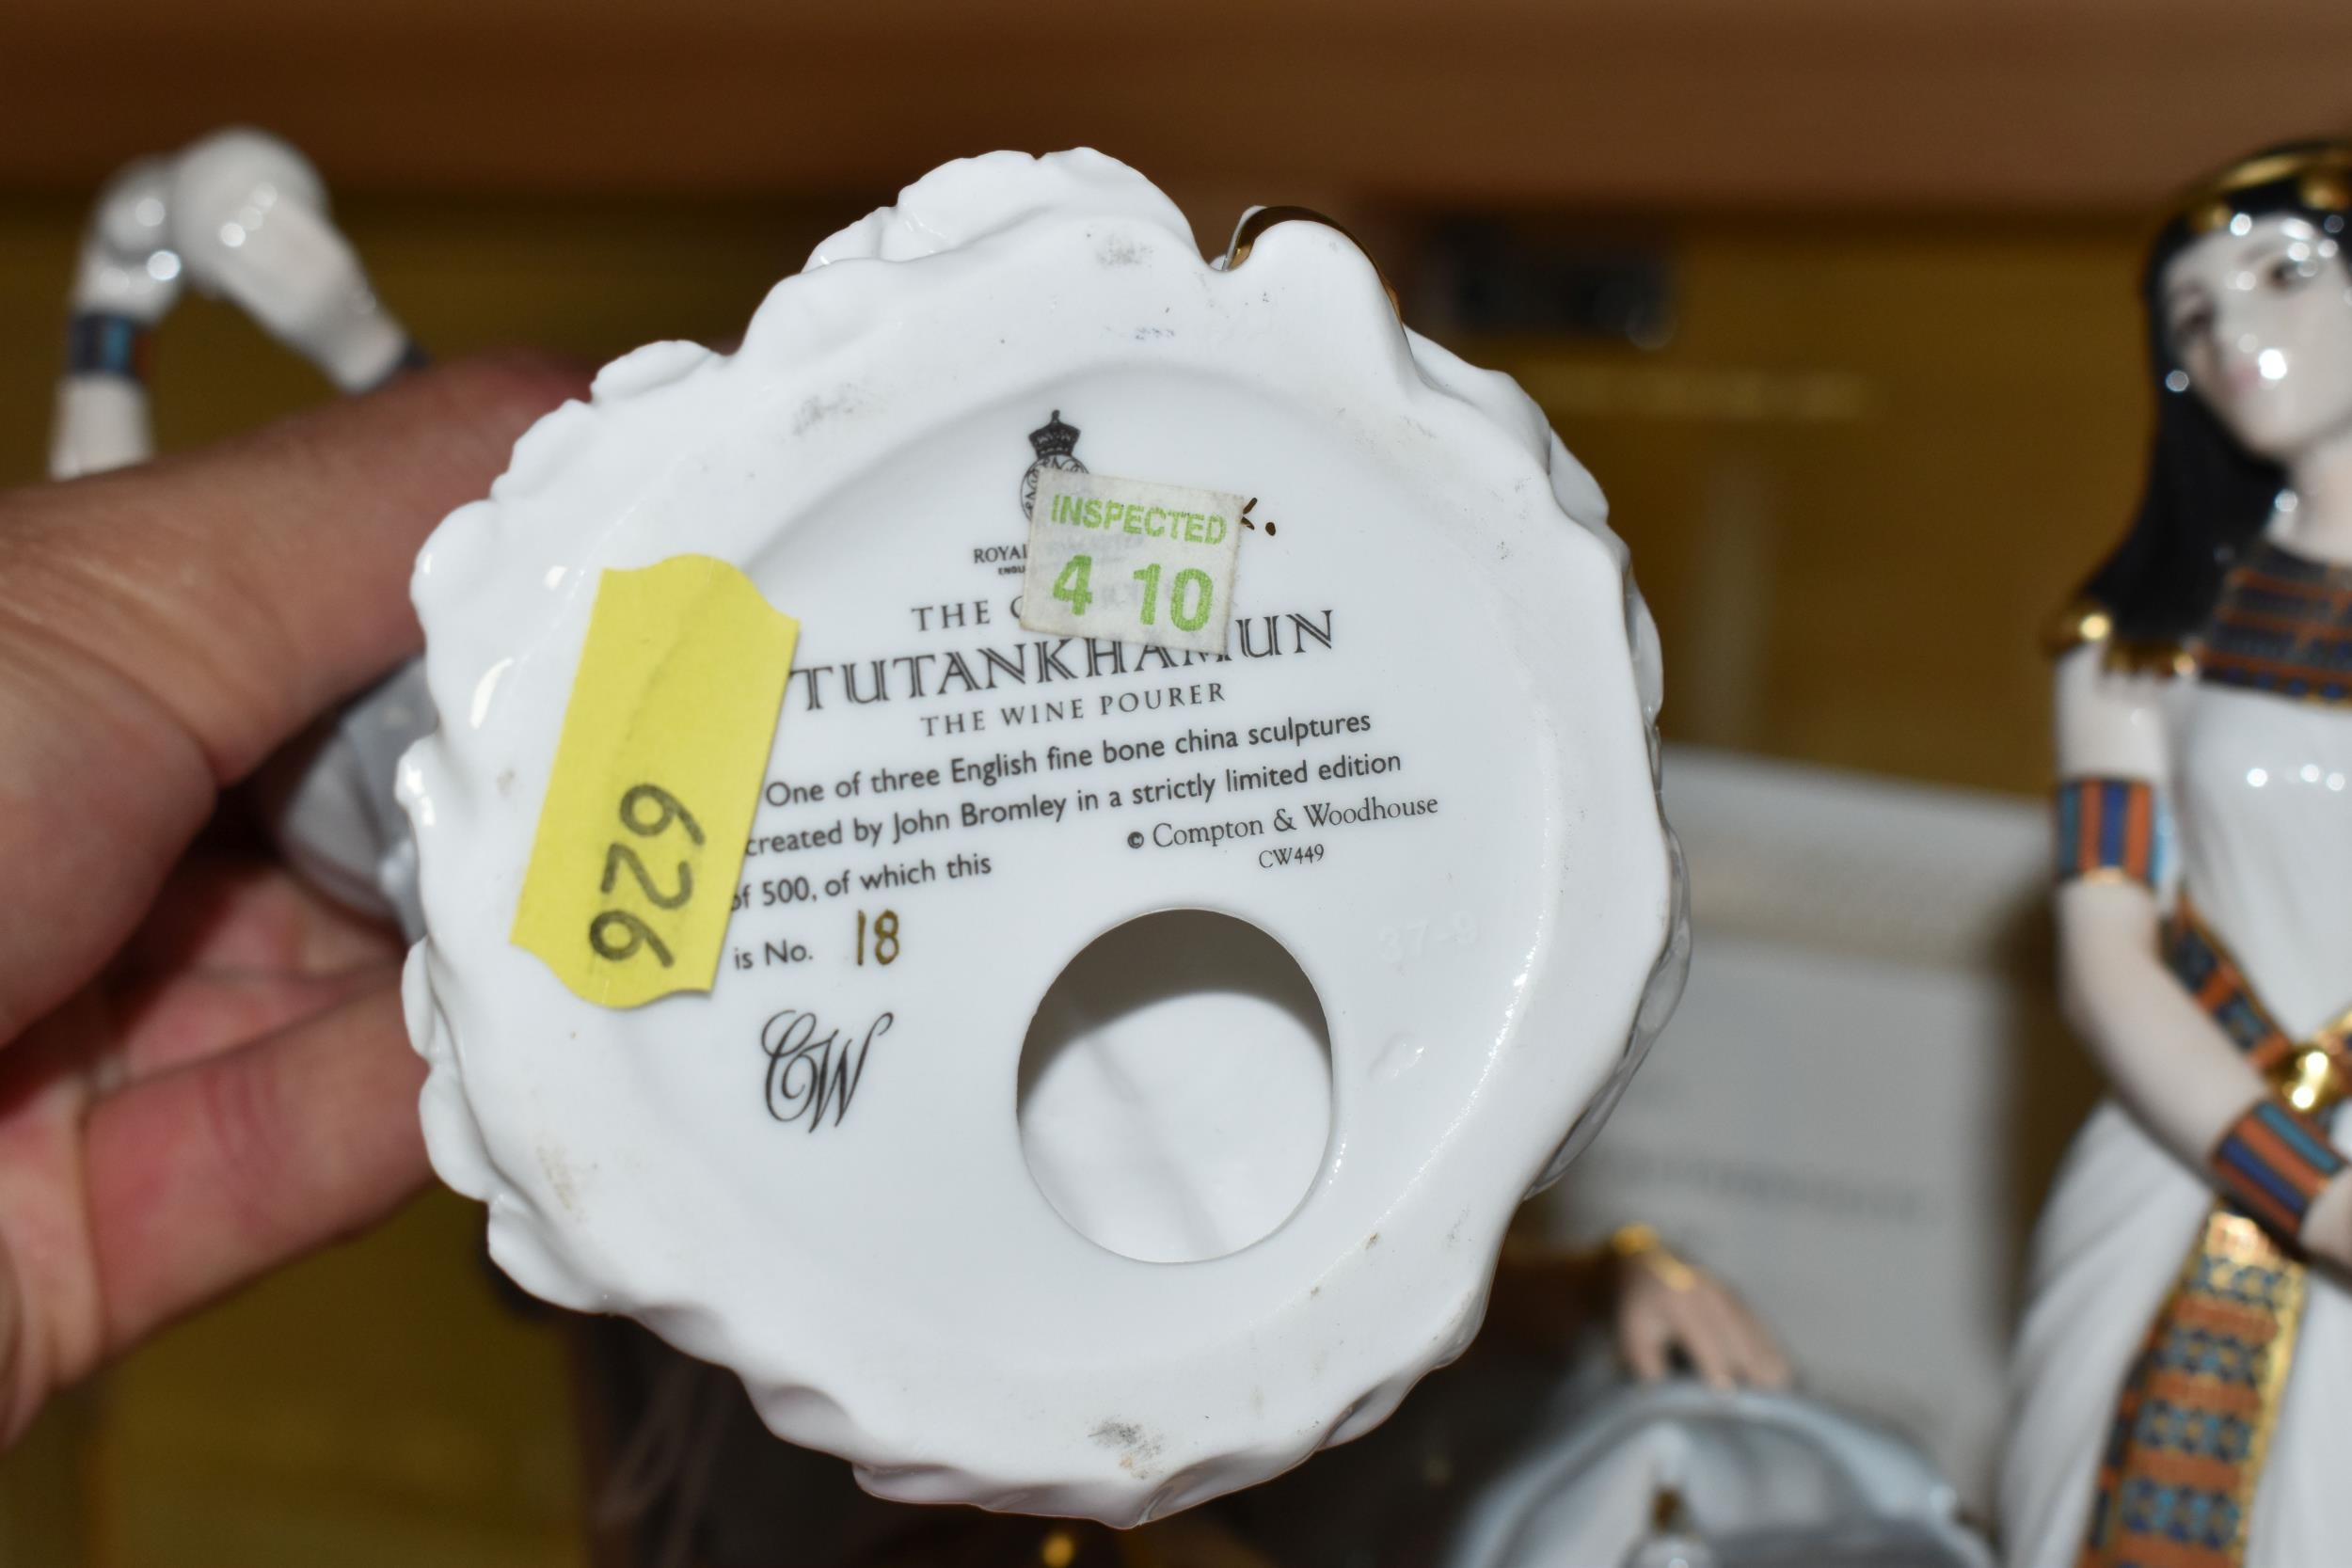 INSPECTED
4 10
ROYAL
THE
TUTANKHAMUN
THE WINE POURER
One of three English fine bone china sculptures
created by John Bromley in a strictly limited edition
of 500, of which this
is No. 18
© Compton & Woodhouse
CW449
CW
37-9
626